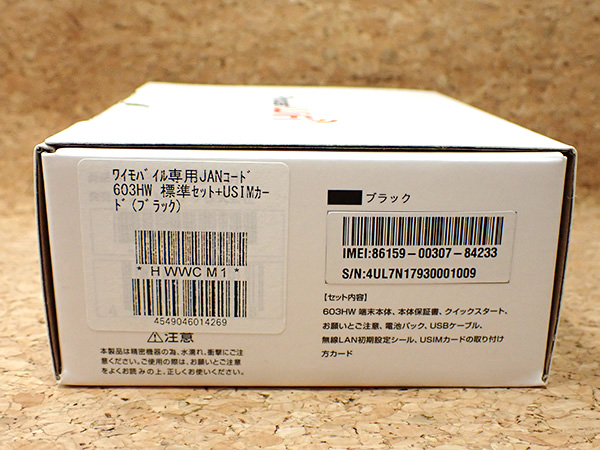 ワイモバイル専用JANコード
603HW 標準セット+USIMカー
ド(ブラック)
* HWWCM1 *
4549046014269
⚠注意
本製品は精密機器の為、水濡れ、衝撃にご注
意ください。ご使用の際は、お願いとご注意
をよくお読みの上、正しくお使いください。
ブラック
IMEI:86159-00307-84233
S/N:4UL7N17930001009
【セット内容】
603HW 端末本体、本体保証書、クイックスタート、
お願いとご注意、電池パック、USBケーブル、
無線LAN初期設定シール、USIMカードの取り付け
方カード